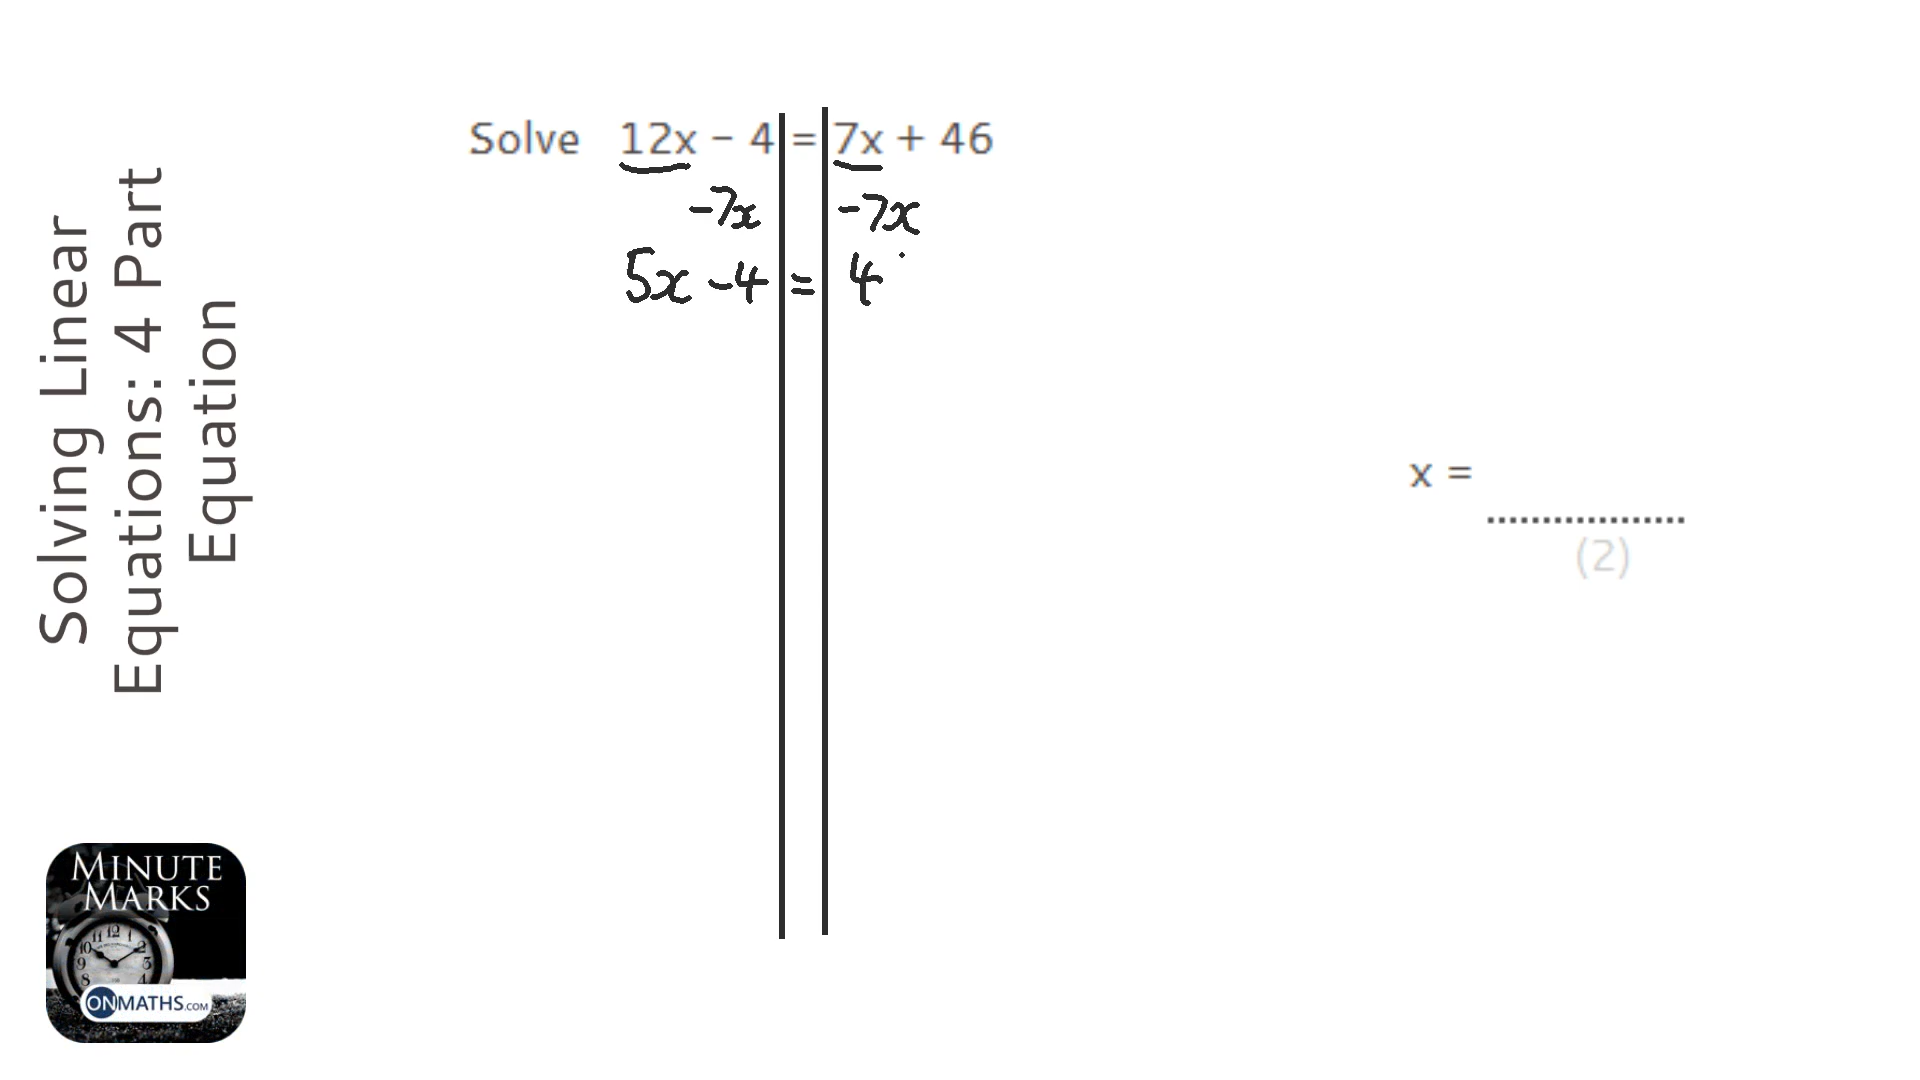 Solving Linear
Equations: 4 Part
Equation
Solve 12x - 4 = 7x + 46
-7x -7x
5x -4 = 4
x =
..................
(2)
MINUTE
MARKS
ONMATHS.COM